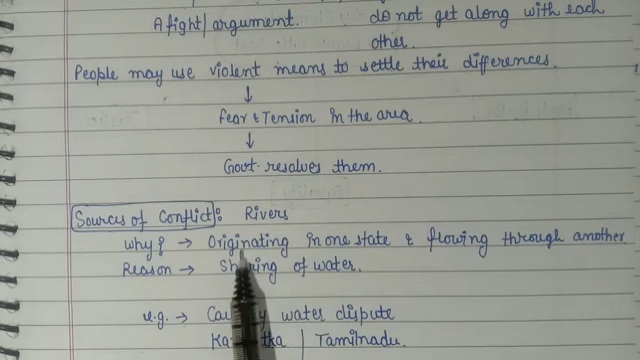 A fight/argument. do not get along with each
other.
People may use violent means to settle their differences.
↓
Fear & Tension in the area.
↓
Govt. resolves them.
Sources of Conflict: Rivers
Why? → Originating in one state & flowing through another
Reason → of water.
e.g. → water dispute
| Tamilnadu.